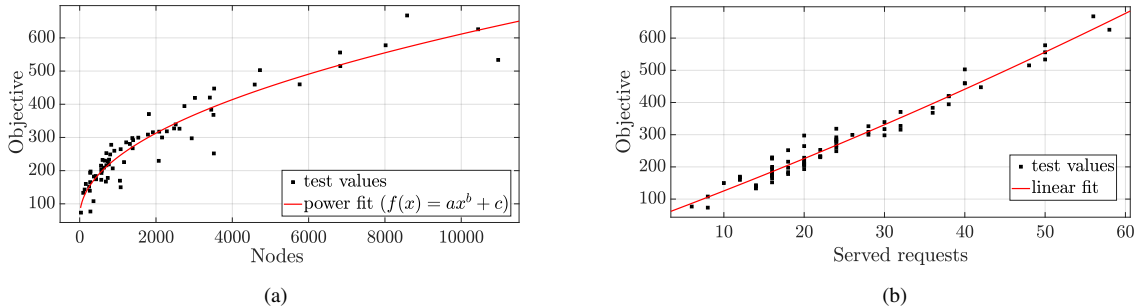 Objective
600
500
400
300
200
100
0
2000
4000
6000
8000
10000
Nodes
test values
power fit (f(x) = ax^b + c)
(a)
Objective
600
500
400
300
200
100
10
20
30
40
50
60
Served requests
test values
linear fit
(b)